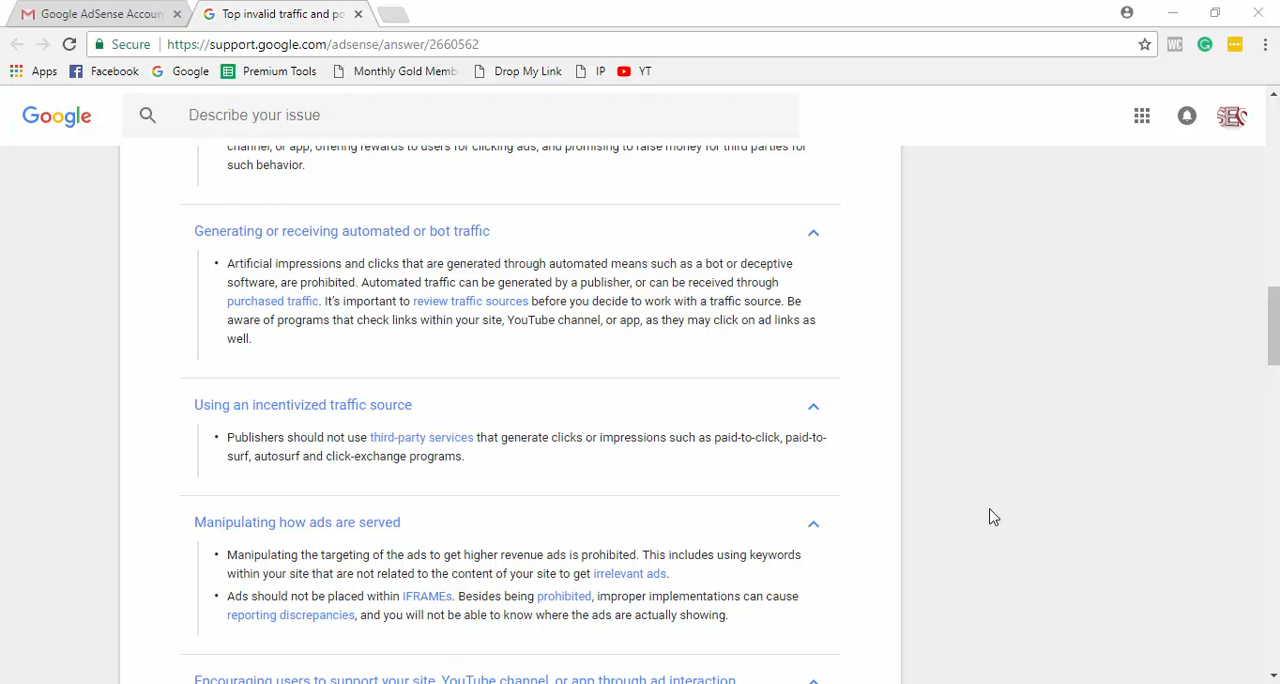 Google AdSense Accoun
Top invalid traffic and po
Secure https://support.google.com/adsense/answer/2660562
Apps Facebook Google Premium Tools Monthly Gold Memb Drop My Link IP YT
Google Describe your issue
channel, or app, offering rewards to users for clicking ads, and promising to raise money for third parties for
such behavior.
Generating or receiving automated or bot traffic
• Artificial impressions and clicks that are generated through automated means such as a bot or deceptive
software, are prohibited. Automated traffic can be generated by a publisher, or can be received through
purchased traffic. It's important to review traffic sources before you decide to work with a traffic source. Be
aware of programs that check links within your site, YouTube channel, or app, as they may click on ad links as
well.
Using an incentivized traffic source
• Publishers should not use third-party services that generate clicks or impressions such as paid-to-click, paid-to-
surf, autosurf and click-exchange programs.
Manipulating how ads are served
• Manipulating the targeting of the ads to get higher revenue ads is prohibited. This includes using keywords
within your site that are not related to the content of your site to get irrelevant ads.
• Ads should not be placed within IFRAMEs. Besides being prohibited, improper implementations can cause
reporting discrepancies, and you will not be able to know where the ads are actually showing.
Encouraging users to support your site, YouTube channel, or app through ad interaction